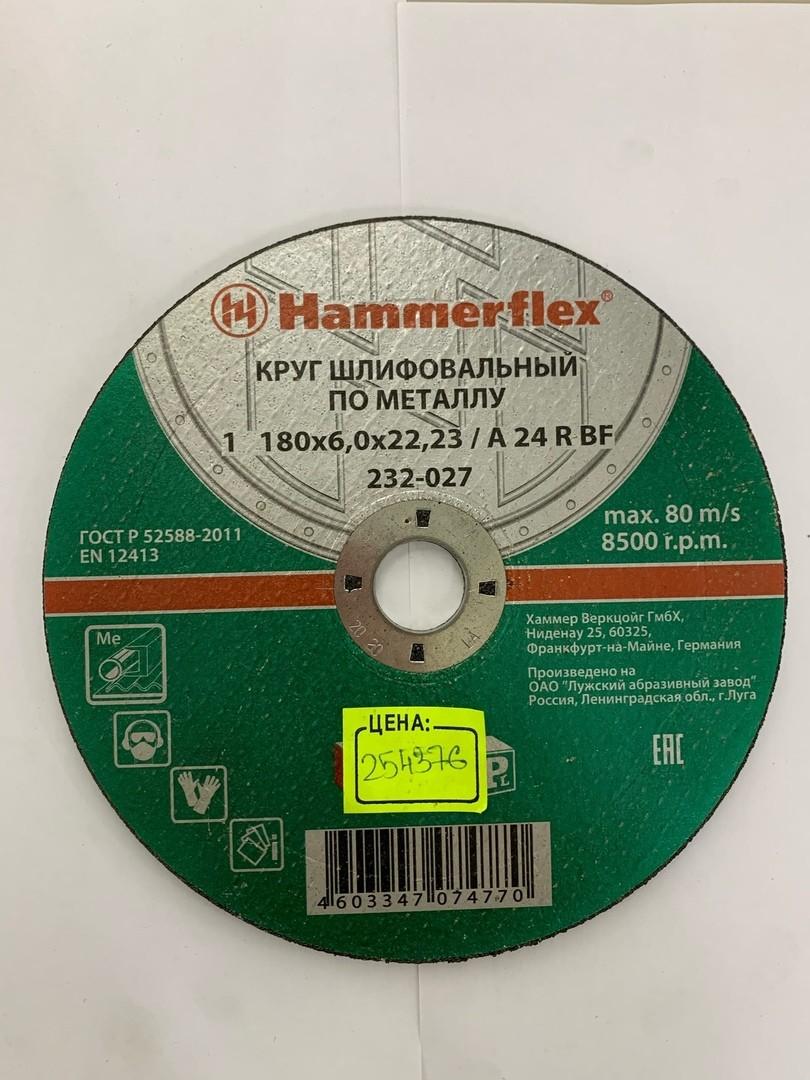 Hammerflex®
КРУГ ШЛИФОВАЛЬНЫЙ
ПО МЕТАЛЛУ
1 180x6,0x22,23 / A 24 R BF
232-027
ГОСТ Р 52588-2011
EN 12413
max. 80 m/s
8500 r.p.m.
20 20
Me
Хаммер Веркцойг ГмбХ,
Ниденау 25, 60325,
Франкфурт-на-Майне, Германия
Произведено на
ОАО "Лужский абразивный завод"
Россия, Ленинградская обл., г.Луга
ЦЕНА:
254376
EAC
4 603347 074770